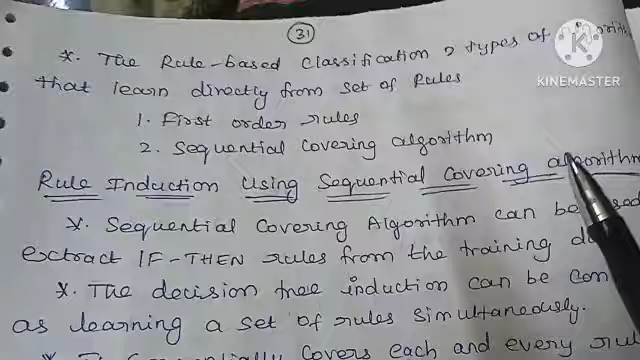 31
*. The Rule-based Classification, types of
that learn directly from set of Rules
1. First order rules
2. Sequential Covering algorithm
Rule Induction Using Sequential Covering algorithm
*. Sequential Covering Algorithm can be
extract IF-THEN rules from the training
*. The decision tree induction can be
as learning a set of rules simultaneously.
covers each and every
KINEMASTER